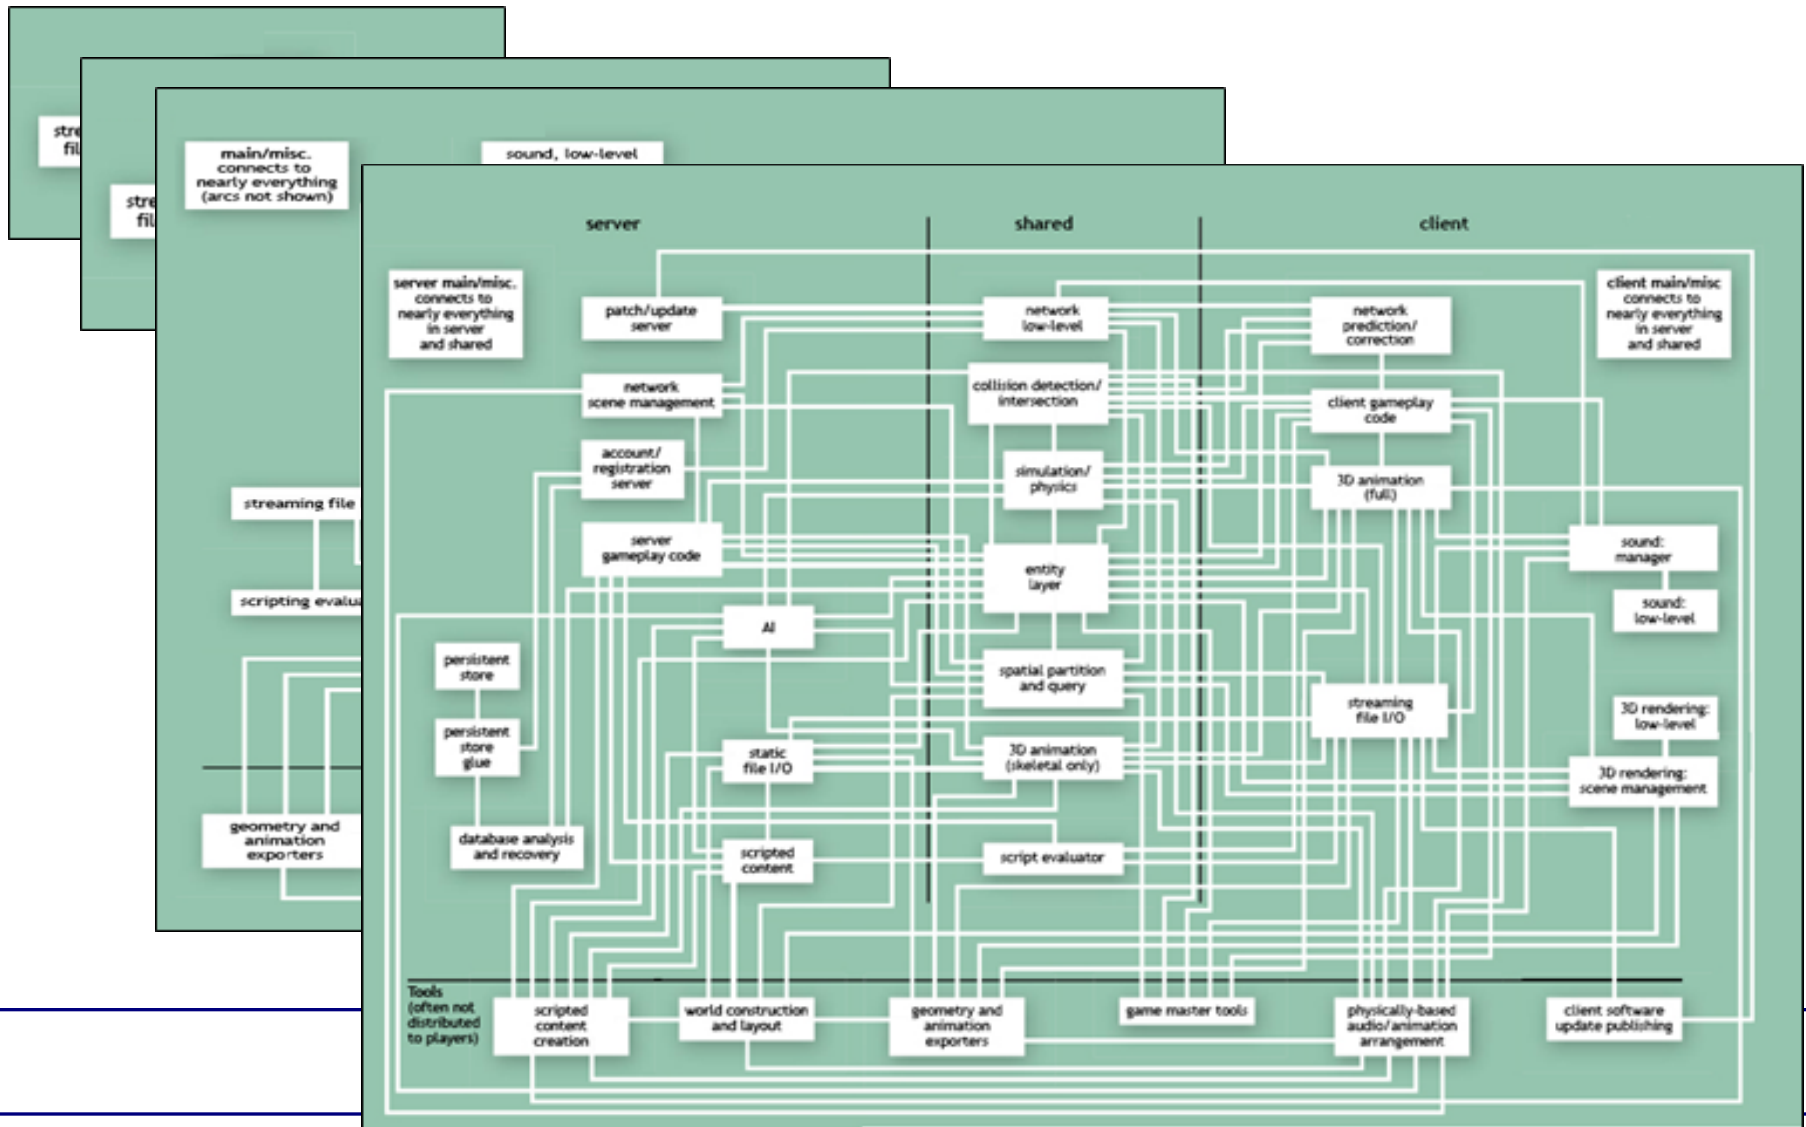 stre
fil
stre
fil
main/misc.
connects to
nearly everything
(arcs not shown)
sound, low-level
streaming file
scripting evalua
geometry and
animation
exporters
server
shared
client
server main/misc.
connects to
nearly everything
in server
and shared
patch/update
server
network
low-level
network
prediction/
correction
client main/misc
connects to
nearly everything
in server
and shared
network
scene management
collision detection/
intersection
client gameplay
code
account/
registration
server
simulation/
physics
3D animation
(full)
server
gameplay code
entity
layer
sound:
manager
sound:
low-level
AI
persistent
store
spatial partition
and query
streaming
file I/O
3D rendering:
low-level
persistent
store
glue
static
file I/O
3D animation
(skeletal only)
3D rendering:
scene management
database analysis
and recovery
scripted
content
script evaluator
Tools
(often not
distributed
to players)
scripted
content
creation
world construction
and layout
geometry and
animation
exporters
game master tools
physically-based
audio/animation
arrangement
client software
update publishing